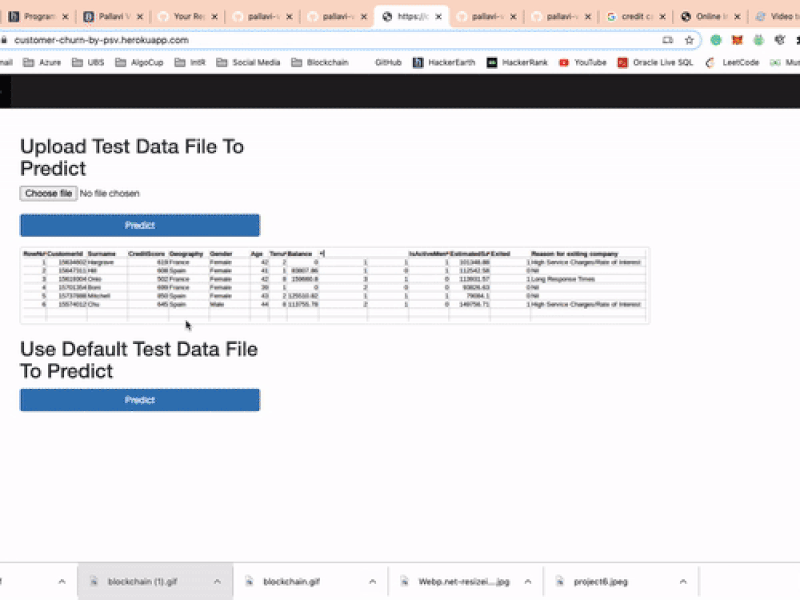 Program Pallavi V Your Re pallavi-v pallavi-v https://c pallavi-v pallavi-v credit c Online I Video t
customer-churn-by-psv.herokuapp.com
mail Azure UBS AlgoCup IntR Social Media Blockchain GitHub HackerEarth HackerRank YouTube Oracle Live SQL LeetCode Mus
Upload Test Data File To
Predict
Choose file No file chosen
Predict
CustomerId Surname CreditScore Geography Gender Age Balance Exited Reason for exiting company
1 15634602 Hargrave 619 France Female 42 2 0 1 1 1 101348.88 1 High Service Charges/Rate of Interest
2 15647311 Hill 608 Spain Female 41 1 83807.86 1 0 1 112542.58 0 Nil
3 15619304 Onio 502 France Female 42 8 159660.8 3 1 0 113931.57 1 Long Response Times
4 15701354 Boni 699 France Female 39 1 0 2 0 0 93826.63 0 Nil
5 15737888 Mitchell 850 Spain Female 43 2 125510.82 1 1 1 79084.1 0 Nil
6 15574012 Chu 645 Spain Male 44 8 113755.78 2 1 0 149756.71 1 High Service Charges/Rate of Interest
Use Default Test Data File
To Predict
Predict
blockchain (1).gif blockchain.gif Webp.net-resizei....jpg project6.jpeg